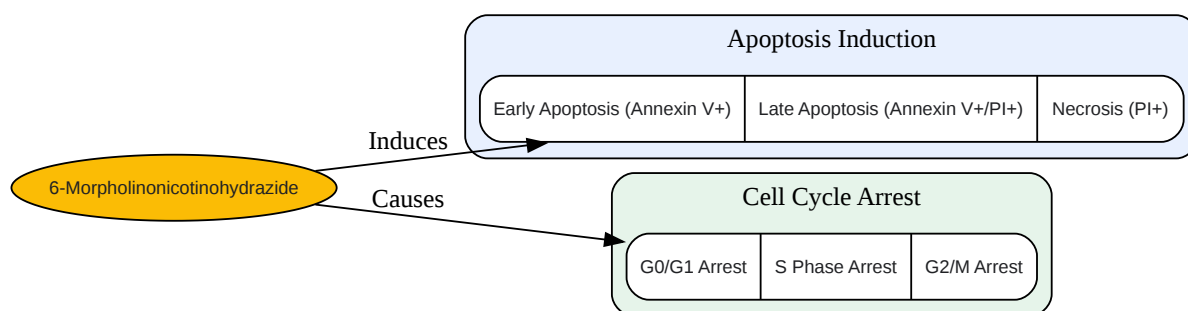 Apoptosis Induction
Early Apoptosis (Annexin V+)
Late Apoptosis (Annexin V+/PI+)
Necrosis (PI+)
Induces
6-Morpholinonicotinohydrazide
Causes
Cell Cycle Arrest
G0/G1 Arrest
S Phase Arrest
G2/M Arrest